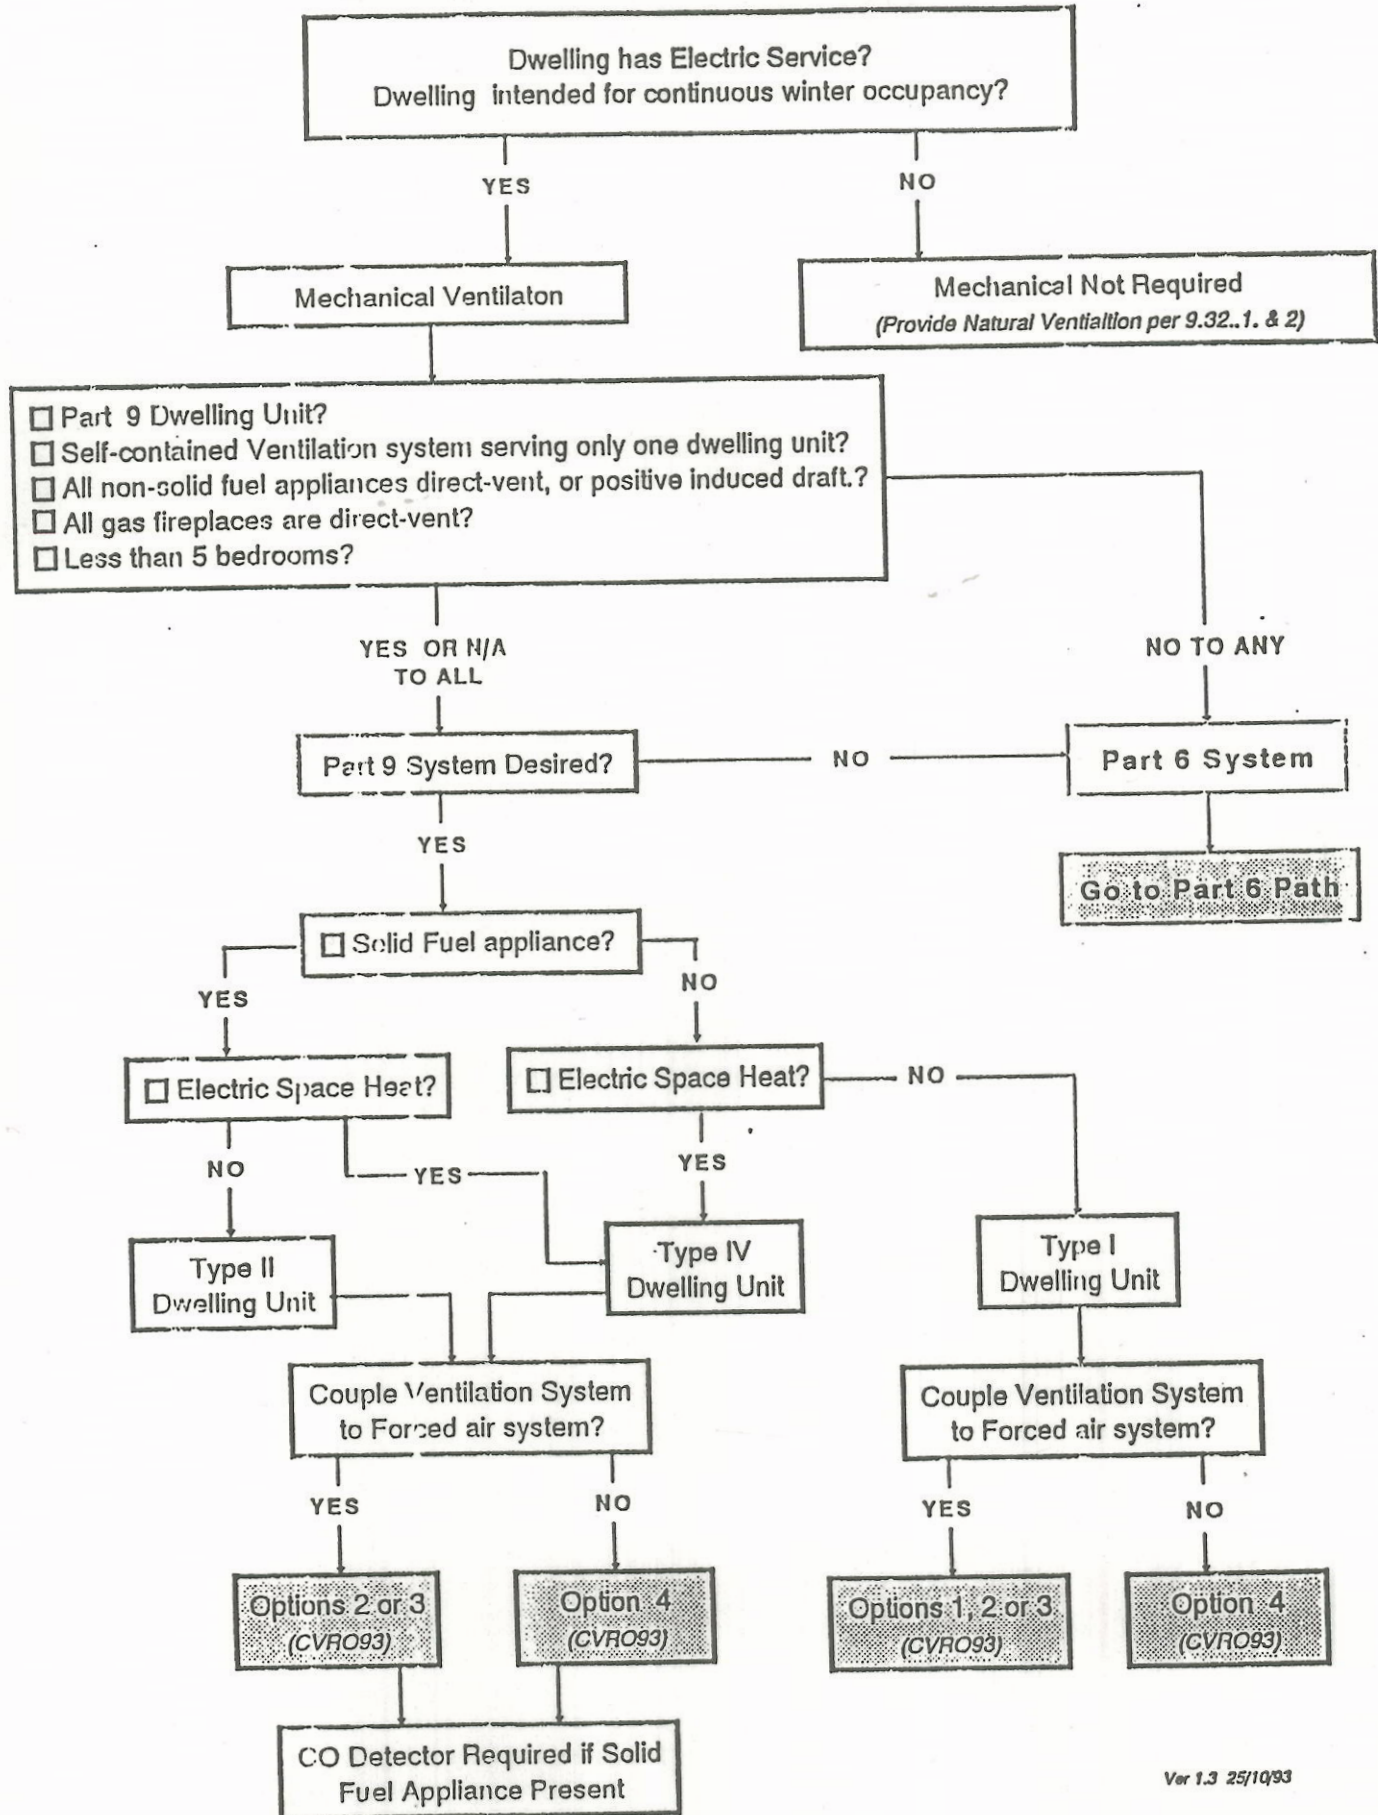 Dwelling has Electric Service?
Dwelling intended for continuous winter occupancy?
YES
NO
Mechanical Ventilaton
Mechanical Not Required
(Provide Natural Ventialtion per 9.32..1. & 2)
☐ Part 9 Dwelling Unit?
☐ Self-contained Ventilation system serving only one dwelling unit?
☐ All non-solid fuel appliances direct-vent, or positive induced draft.?
☐ All gas fireplaces are direct-vent?
☐ Less than 5 bedrooms?
YES OR N/A
TO ALL
NO TO ANY
Part 9 System Desired?
NO
Part 6 System
YES
Go to Part 6 Path
☐ Solid Fuel appliance?
YES
NO
☐ Electric Space Heat?
☐ Electric Space Heat?
NO
NO
YES
YES
Type II
Dwelling Unit
Type IV
Dwelling Unit
Type I
Dwelling Unit
Couple Ventilation System
to Forced air system?
Couple Ventilation System
to Forced air system?
YES
NO
YES
NO
Options 2 or 3
(CVRO93)
Option 4
(CVRO93)
Options 1, 2 or 3
(CVRO93)
Option 4
(CVRO93)
CO Detector Required if Solid
Fuel Appliance Present
Ver 1.3 25/10/93